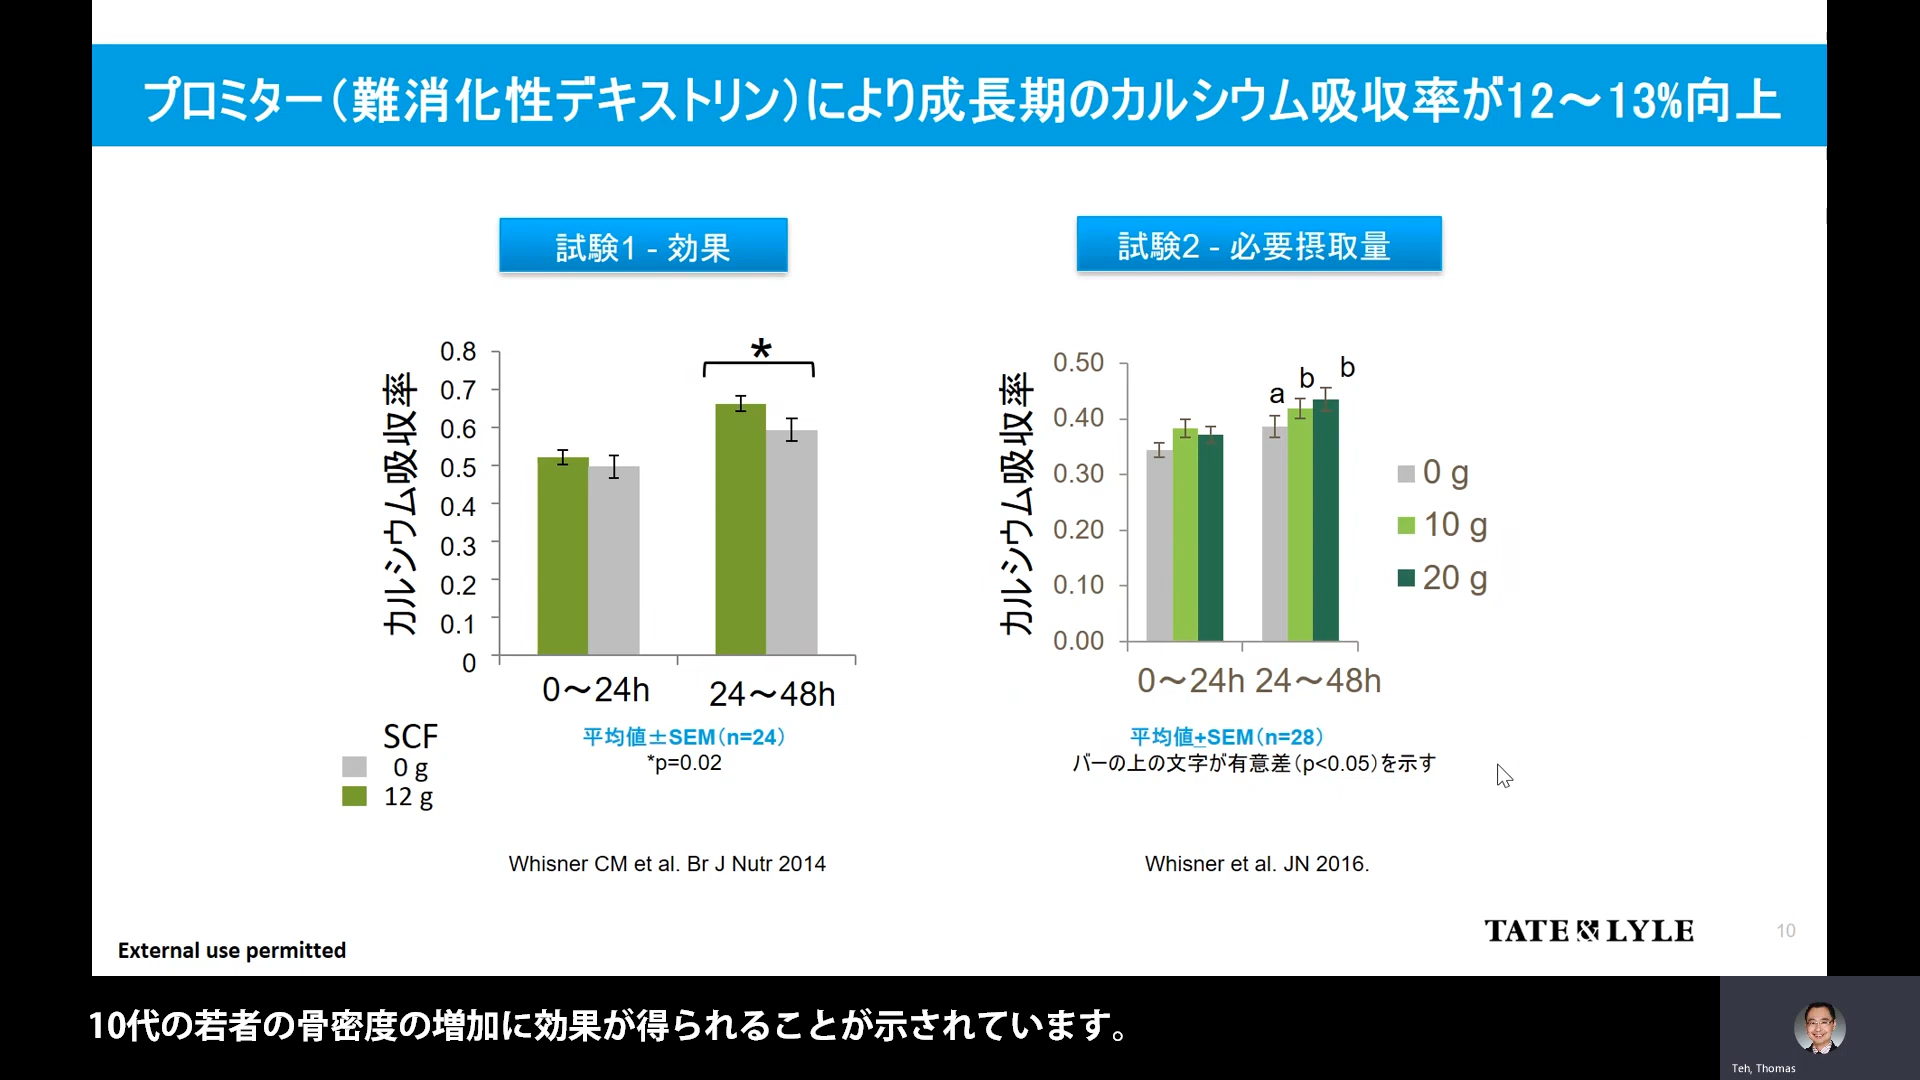 プロミター（難消化性デキストリン）により成長期のカルシウム吸収率が12～13%向上
試験1 - 効果
試験2 - 必要摂取量
カルシウム吸収率
0.8
0.7
0.6
0.5
0.4
0.3
0.2
0.1
0
*
0～24h
24～48h
SCF
0 g
12 g
平均値±SEM（n=24）
*p=0.02
Whisner CM et al. Br J Nutr 2014
カルシウム吸収率
0.50
0.40
0.30
0.20
0.10
0.00
a
b
b
0～24h 24～48h
0 g
10 g
20 g
平均値±SEM（n=28）
バーの上の文字が有意差（p<0.05）を示す
Whisner et al. JN 2016.
External use permitted
TATE & LYLE
10
10代の若者の骨密度の増加に効果が得られることが示されています。
Teh, Thomas